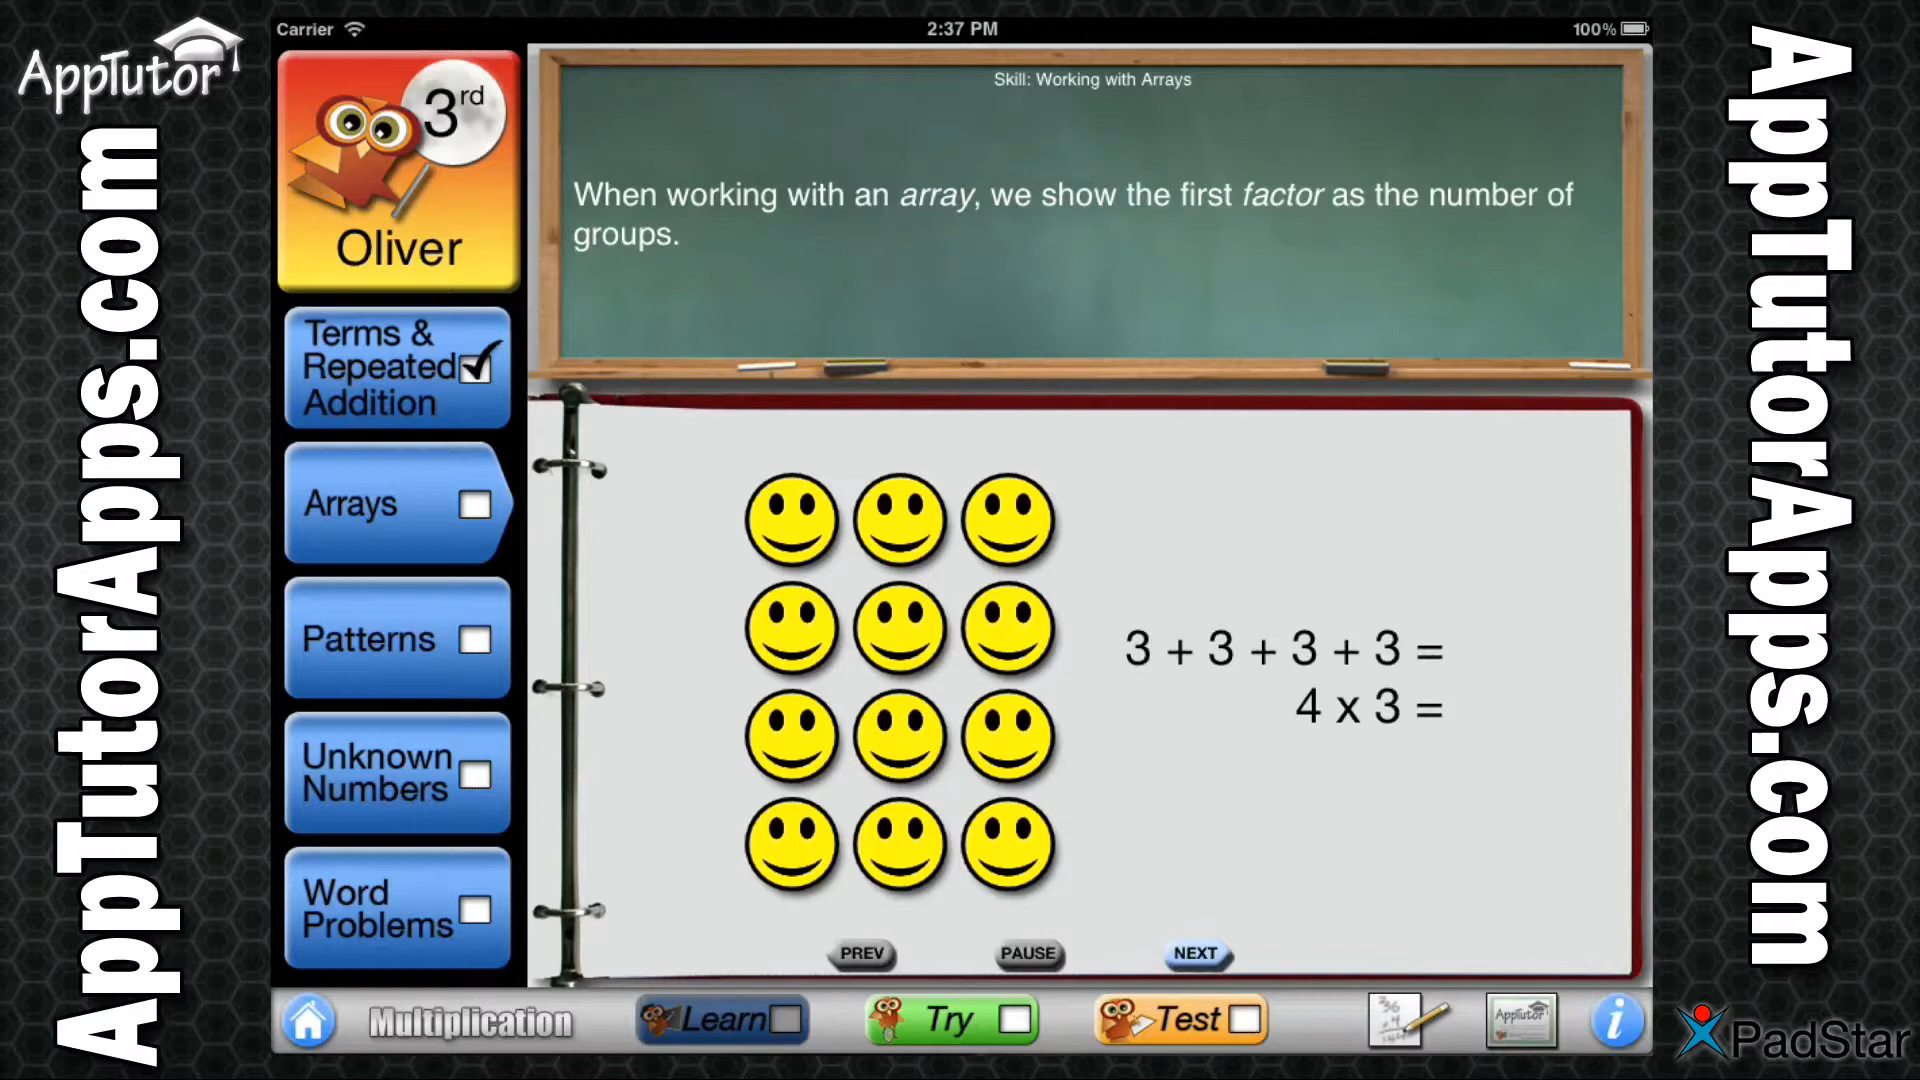 AppTutor
AppTutorApps.com
Carrier
2:37 PM
100%
3rd
Oliver
Skill: Working with Arrays
When working with an array, we show the first factor as the number of
groups.
Terms &
Repeated
Addition
Arrays
Patterns
Unknown
Numbers
Word
Problems
3 + 3 + 3 + 3 =
4 x 3 =
PREV
PAUSE
NEXT
Multiplication
Learn
Try
Test
AppTutor
i
AppTutorApps.com
PadStar